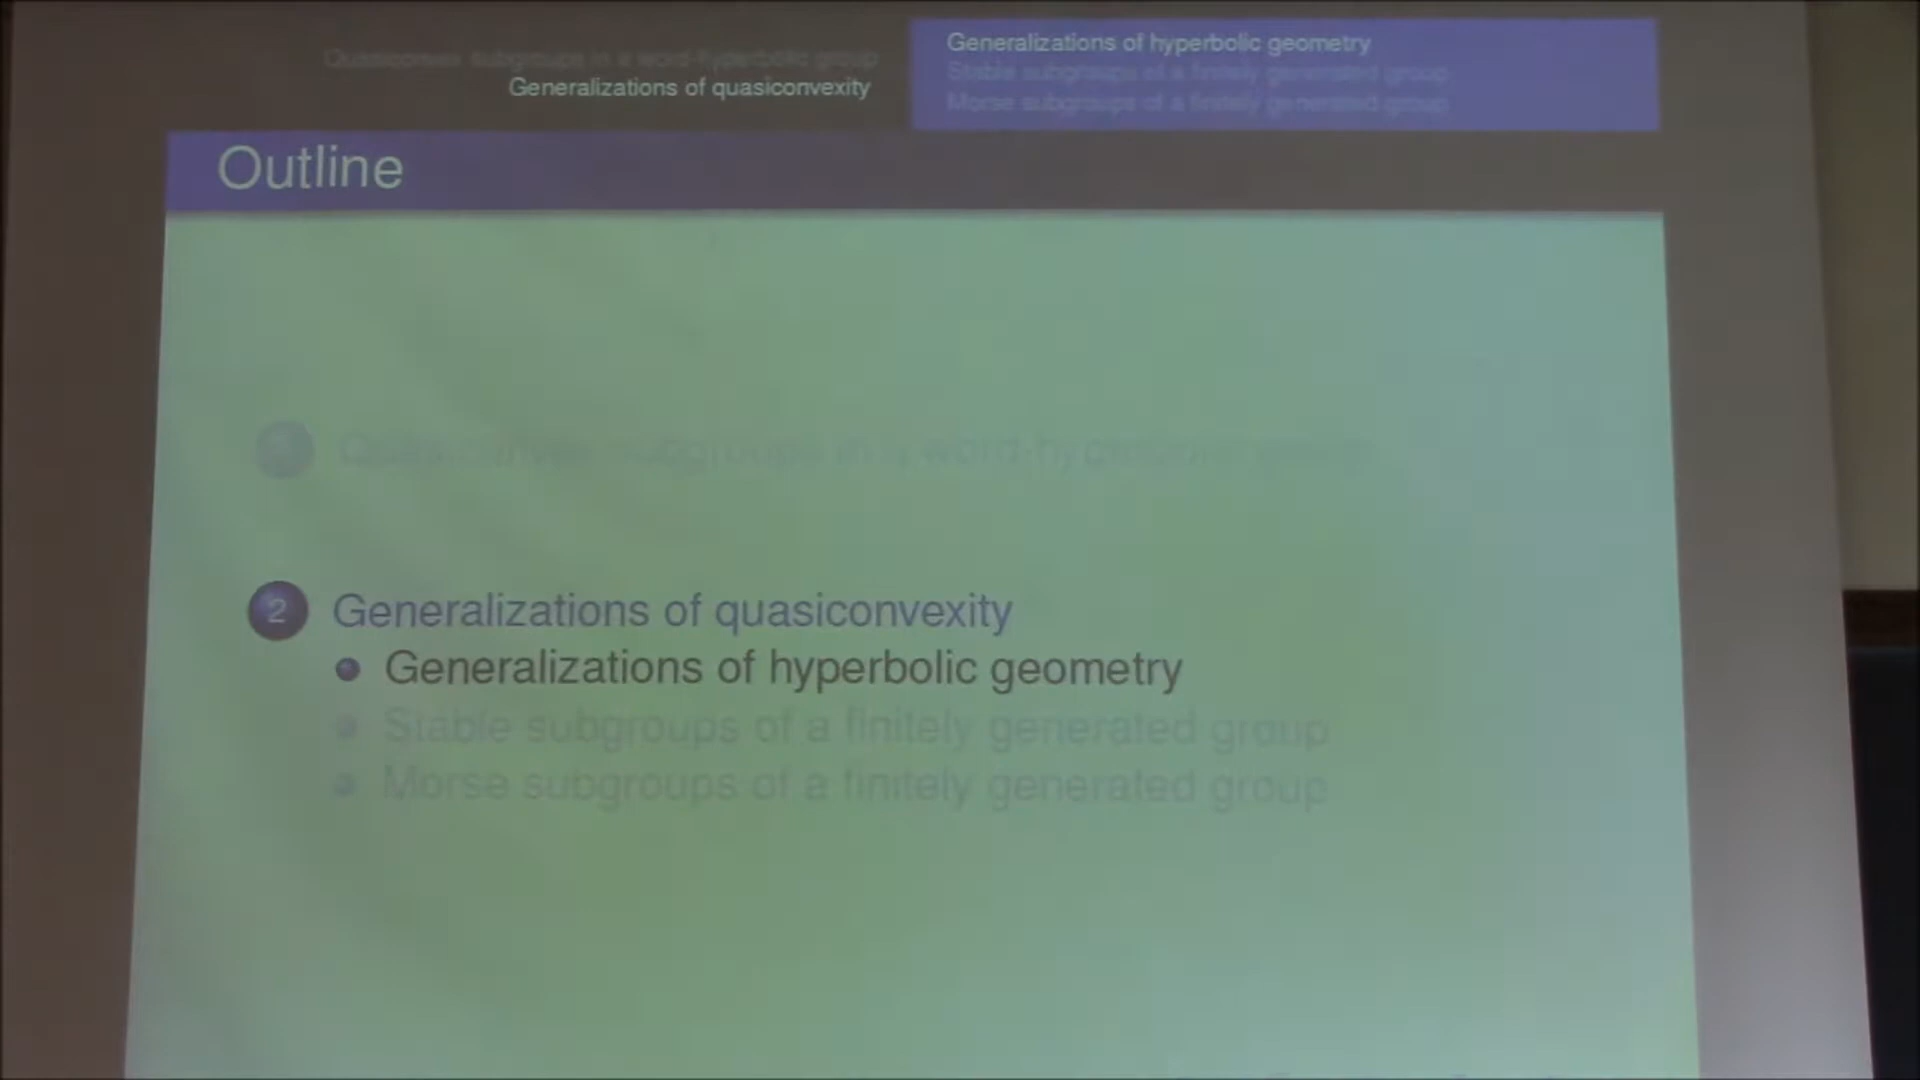 Quasiconvex subgroups in a word-hyperbolic group
Generalizations of quasiconvexity
Generalizations of hyperbolic geometry
Stable subgroups of a finitely generated group
Morse subgroups of a finitely generated group
Outline
1 Quasiconvex subgroups in a word-hyperbolic group
2 Generalizations of quasiconvexity
Generalizations of hyperbolic geometry
Stable subgroups of a finitely generated group
Morse subgroups of a finitely generated group